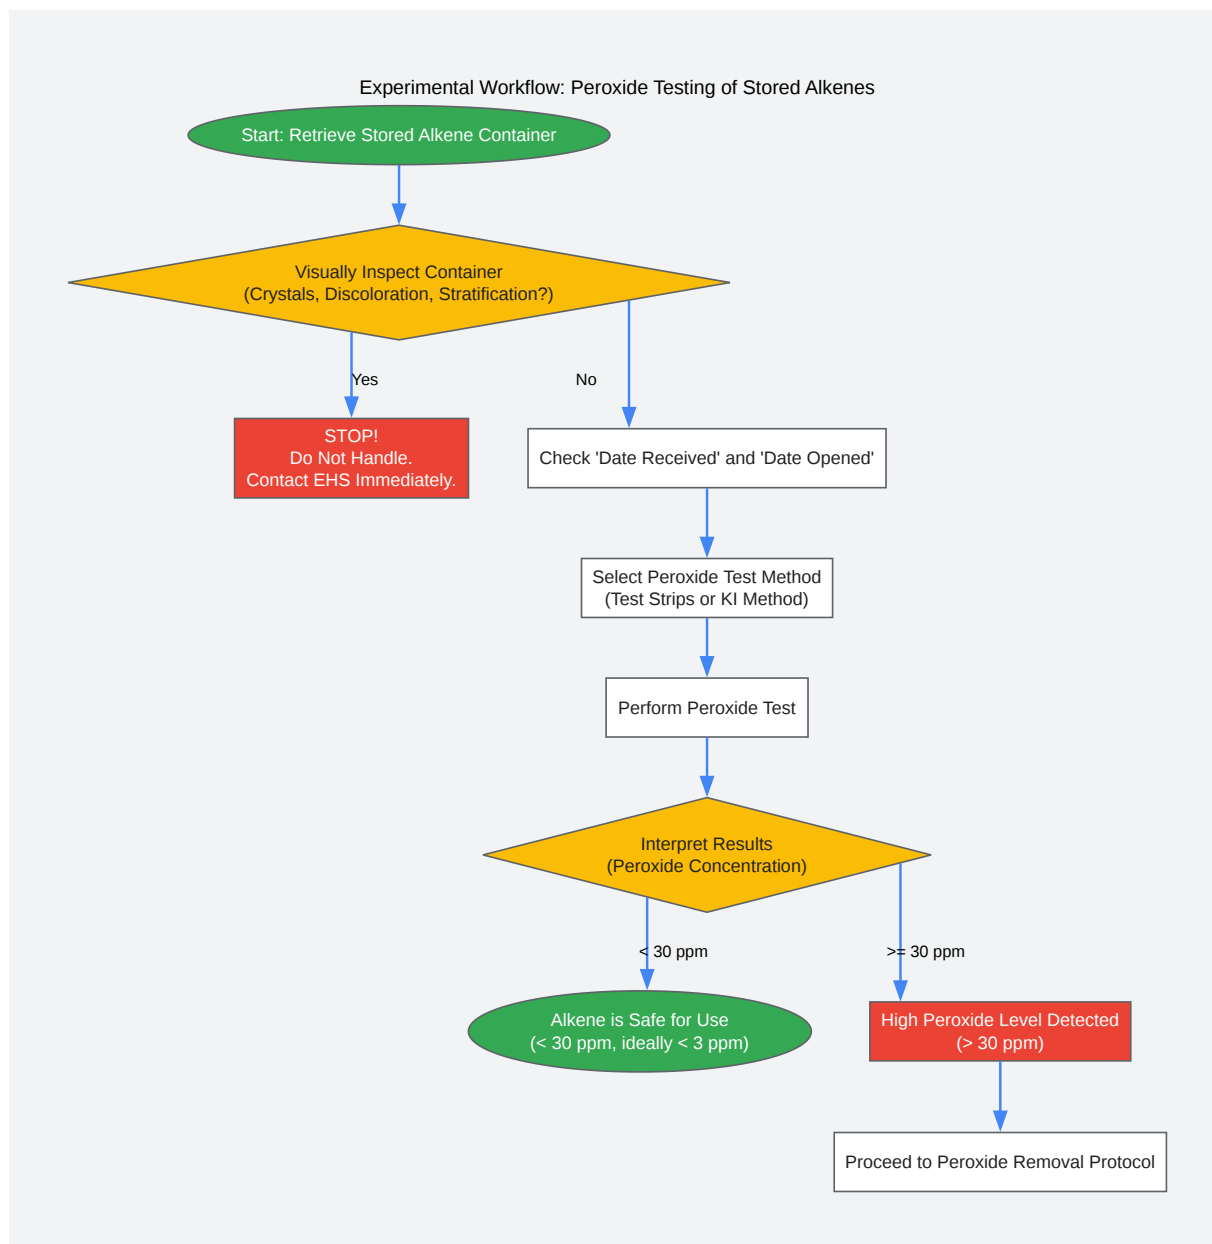 Experimental Workflow: Peroxide Testing of Stored Alkenes
Start: Retrieve Stored Alkene Container
Visually Inspect Container
(Crystals, Discoloration, Stratification?)
Yes
No
STOP!
Do Not Handle.
Contact EHS Immediately.
Check 'Date Received' and 'Date Opened'
Select Peroxide Test Method
(Test Strips or KI Method)
Perform Peroxide Test
Interpret Results
(Peroxide Concentration)
< 30 ppm
>= 30 ppm
Alkene is Safe for Use
(< 30 ppm, ideally < 3 ppm)
High Peroxide Level Detected
(> 30 ppm)
Proceed to Peroxide Removal Protocol